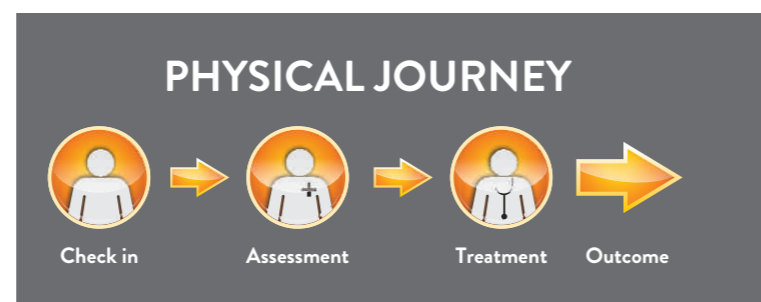 PHYSICAL JOURNEY
Check in
Assessment
Treatment
Outcome